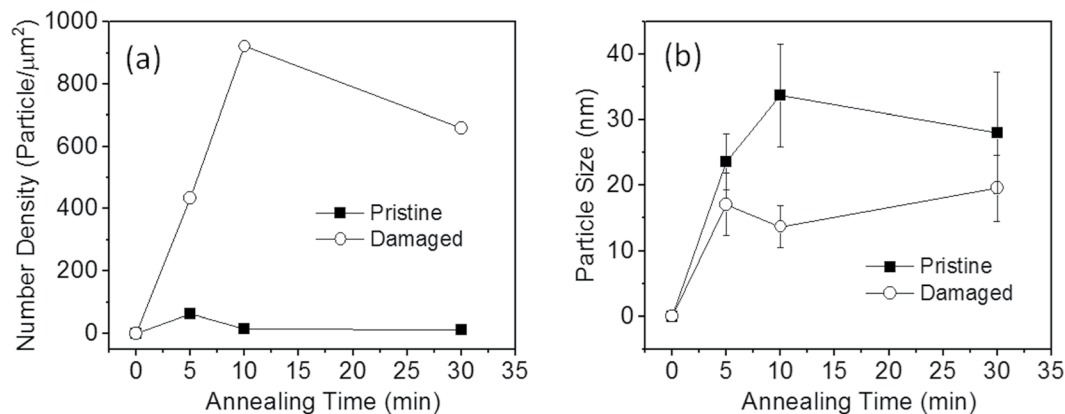 (a)
Number Density (Particle/μm²)
1000
800
600
400
200
0
Pristine
Damaged
0 5 10 15 20 25 30 35
Annealing Time (min)
(b)
Particle Size (nm)
40
30
20
10
0
Pristine
Damaged
0 5 10 15 20 25 30 35
Annealing Time (min)